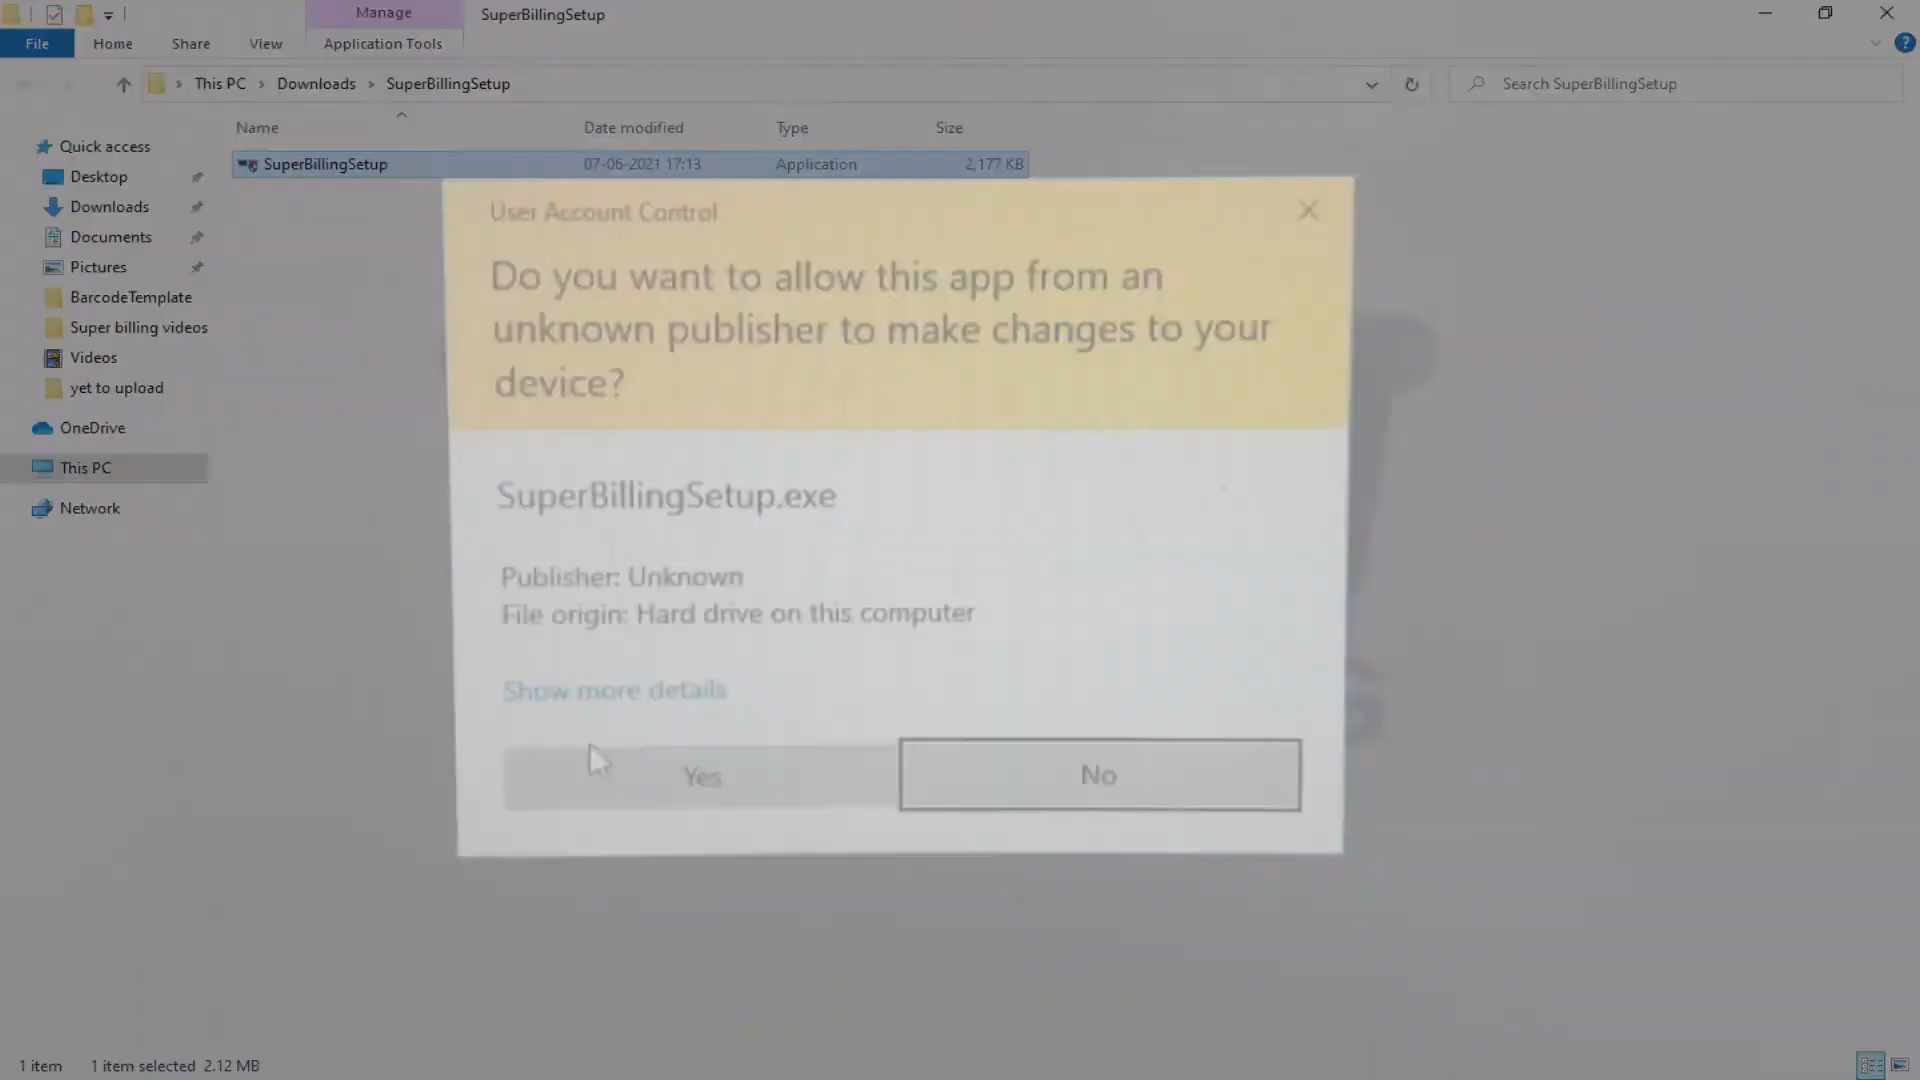 Manage
SuperBillingSetup
File
Home
Share
View
Application Tools
This PC
Downloads
SuperBillingSetup
Search SuperBillingSetup
Name
Date modified
Type
Size
SuperBillingSetup
07-06-2021 17:13
Application
2,177 KB
Quick access
Desktop
Downloads
Documents
Pictures
BarcodeTemplate
Super billing videos
Videos
yet to upload
OneDrive
This PC
Network
User Account Control
Do you want to allow this app from an
unknown publisher to make changes to your
device?
SuperBillingSetup.exe
Publisher: Unknown
File origin: Hard drive on this computer
Show more details
Yes
No
1 item
1 item selected 2.12 MB